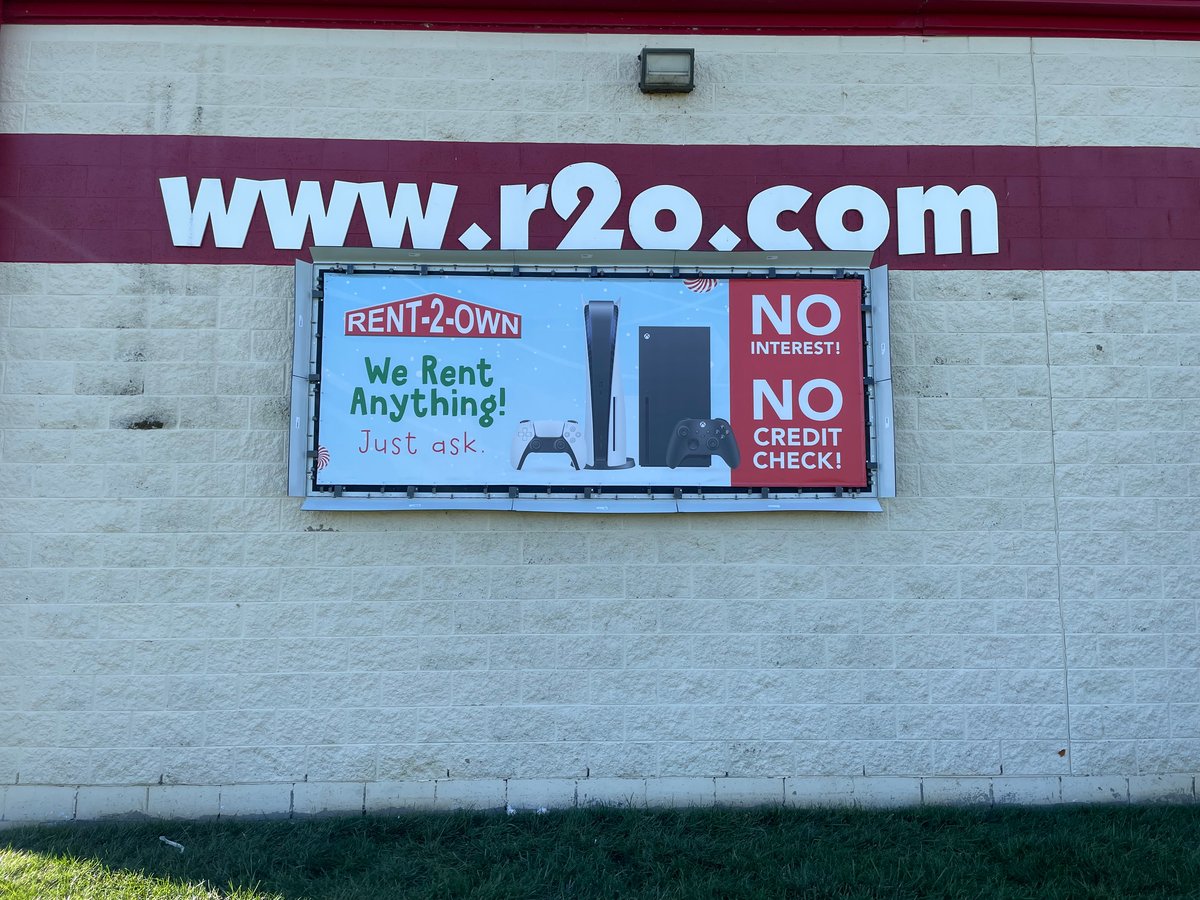 www.r2o.com
RENT-2-OWN
We Rent
Anything!
Just ask.
NO
INTEREST!
NO
CREDIT
CHECK!